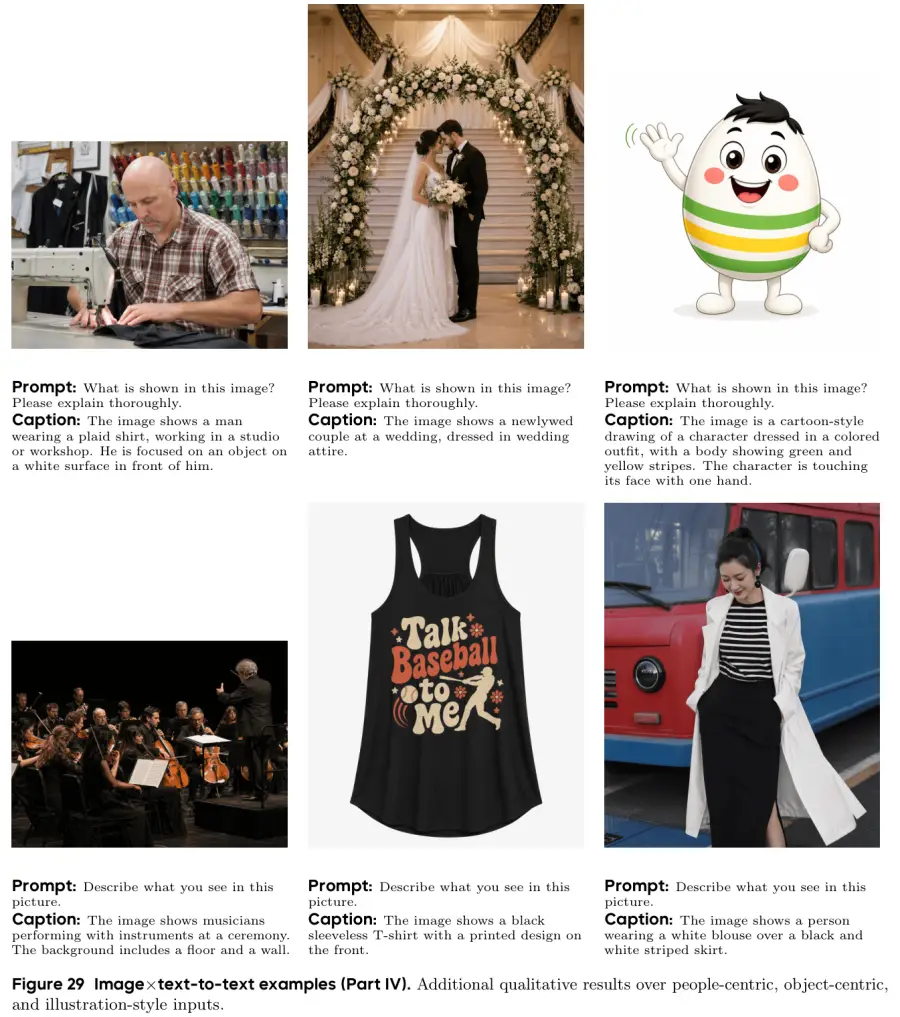 Prompt: What is shown in this image?
Please explain thoroughly.
Caption: The image shows a man
wearing a plaid shirt, working in a studio
or workshop. He is focused on an object on
a white surface in front of him.
Prompt: What is shown in this image?
Please explain thoroughly.
Caption: The image shows a newlywed
couple at a wedding, dressed in wedding
attire.
Prompt: What is shown in this image?
Please explain thoroughly.
Caption: The image is a cartoon-style
drawing of a character dressed in a colored
outfit, with a body showing green and
yellow stripes. The character is touching
its face with one hand.
Talk
Baseball
to
Me
Prompt: Describe what you see in this
picture.
Caption: The image shows musicians
performing with instruments at a ceremony.
The background includes a floor and a wall.
Prompt: Describe what you see in this
picture.
Caption: The image shows a black
sleeveless T-shirt with a printed design on
the front.
Prompt: Describe what you see in this
picture.
Caption: The image shows a person
wearing a white blouse over a black and
white striped skirt.
Figure 29 Image×text-to-text examples (Part IV). Additional qualitative results over people-centric, object-centric,
and illustration-style inputs.